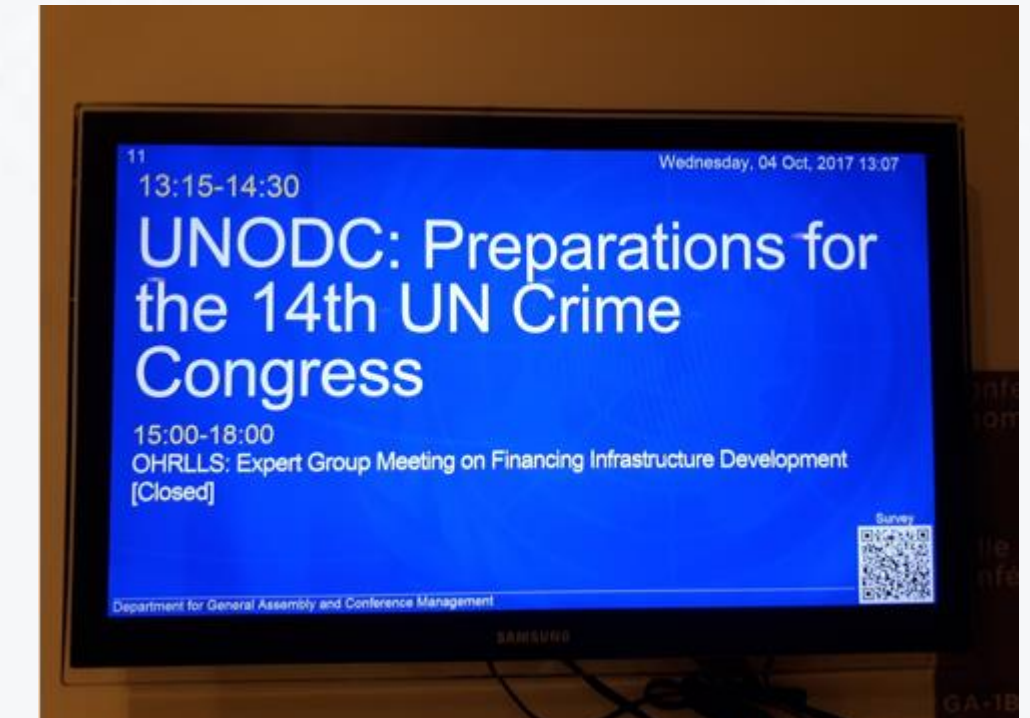 11
Wednesday, 04 Oct, 2017 13:07
13:15-14:30
UNODC: Preparations for
the 14th UN Crime
Congress
15:00-18:00
OHRLLS: Expert Group Meeting on Financing Infrastructure Development
[Closed]
Survey
Department for General Assembly and Conference Management
SAMSUNG
GA-1B